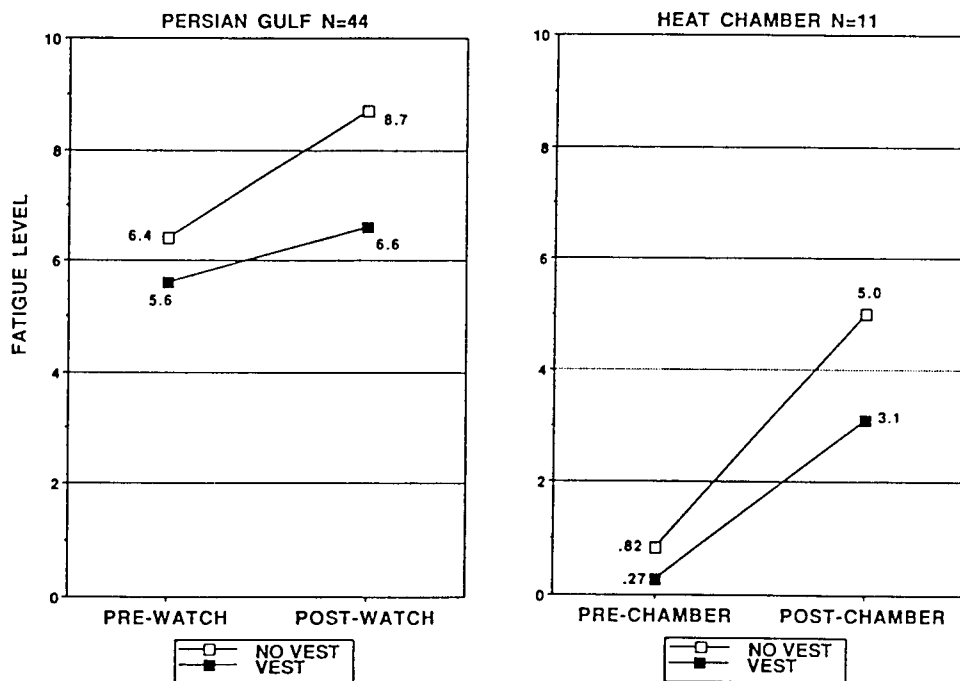 PERSIAN GULF N=44
10
8
6
4
2
0
FATIGUE LEVEL
6.4
8.7
5.6
6.6
PRE-WATCH POST-WATCH
NO VEST
VEST
HEAT CHAMBER N=11
10
8
6
4
2
0
.82
5.0
.27
3.1
PRE-CHAMBER POST-CHAMBER
NO VEST
VEST